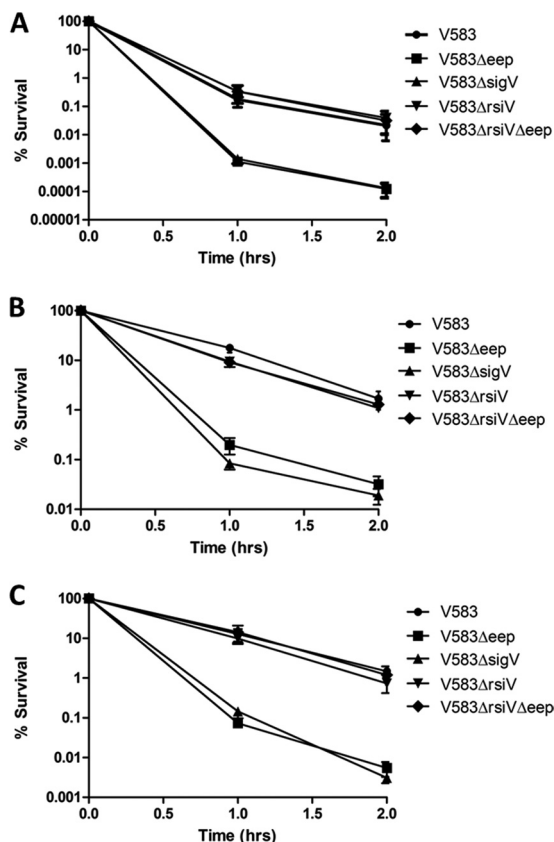 A
V583
V583Δeep
V583ΔsigV
V583ΔrsiV
V583ΔrsiVΔeep
% Survival
100
10
1
0.1
0.01
0.001
0.0001
0.00001
0.0 0.5 1.0 1.5 2.0
Time (hrs)
B
V583
V583Δeep
V583ΔsigV
V583ΔrsiV
V583ΔrsiVΔeep
% Survival
100
10
1
0.1
0.01
0.0 0.5 1.0 1.5 2.0
Time (hrs)
C
V583
V583Δeep
V583ΔsigV
V583ΔrsiV
V583ΔrsiVΔeep
% Survival
100
10
1
0.1
0.01
0.001
0.0 0.5 1.0 1.5 2.0
Time (hrs)